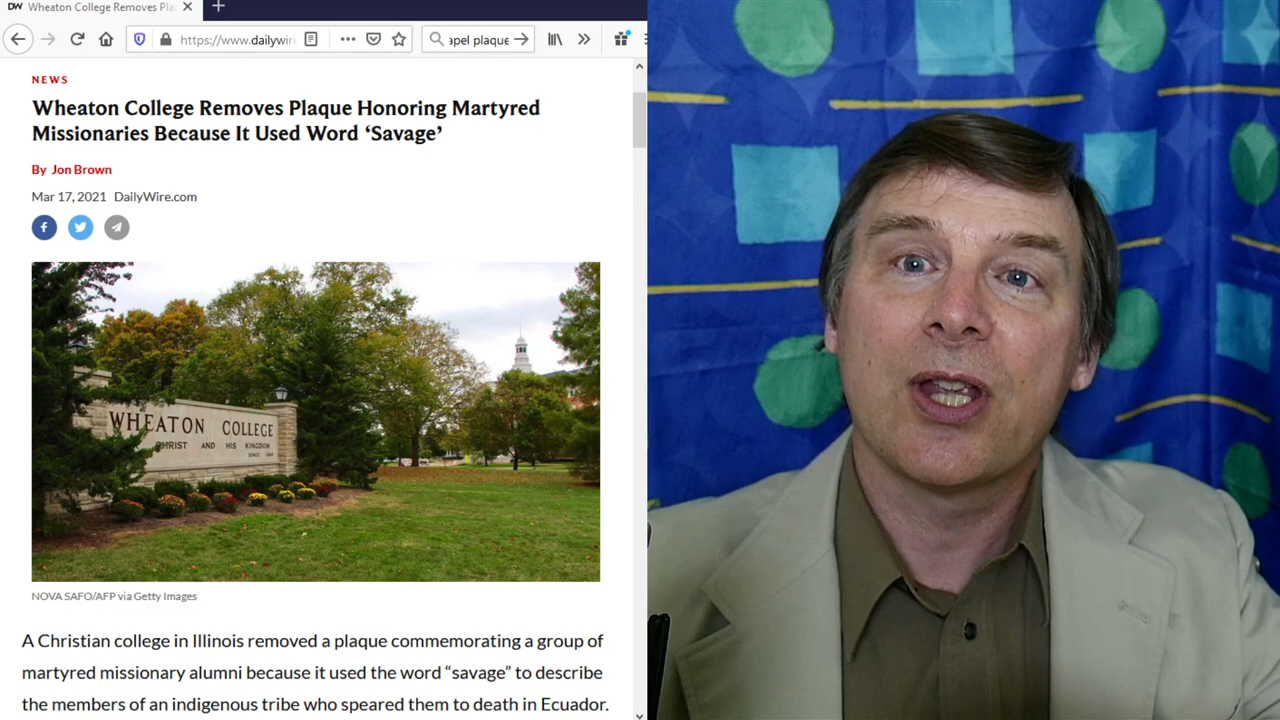 DW Wheaton College Removes Pla
https://www.dailywire
apel plaque
NEWS
Wheaton College Removes Plaque Honoring Martyred
Missionaries Because It Used Word ‘Savage’
By Jon Brown
Mar 17, 2021 DailyWire.com
WHEATON COLLEGE
CHRIST AND HIS KINGDOM
NOVA SAFO/AFP via Getty Images
A Christian college in Illinois removed a plaque commemorating a group of
martyred missionary alumni because it used the word “savage” to describe
the members of an indigenous tribe who speared them to death in Ecuador.